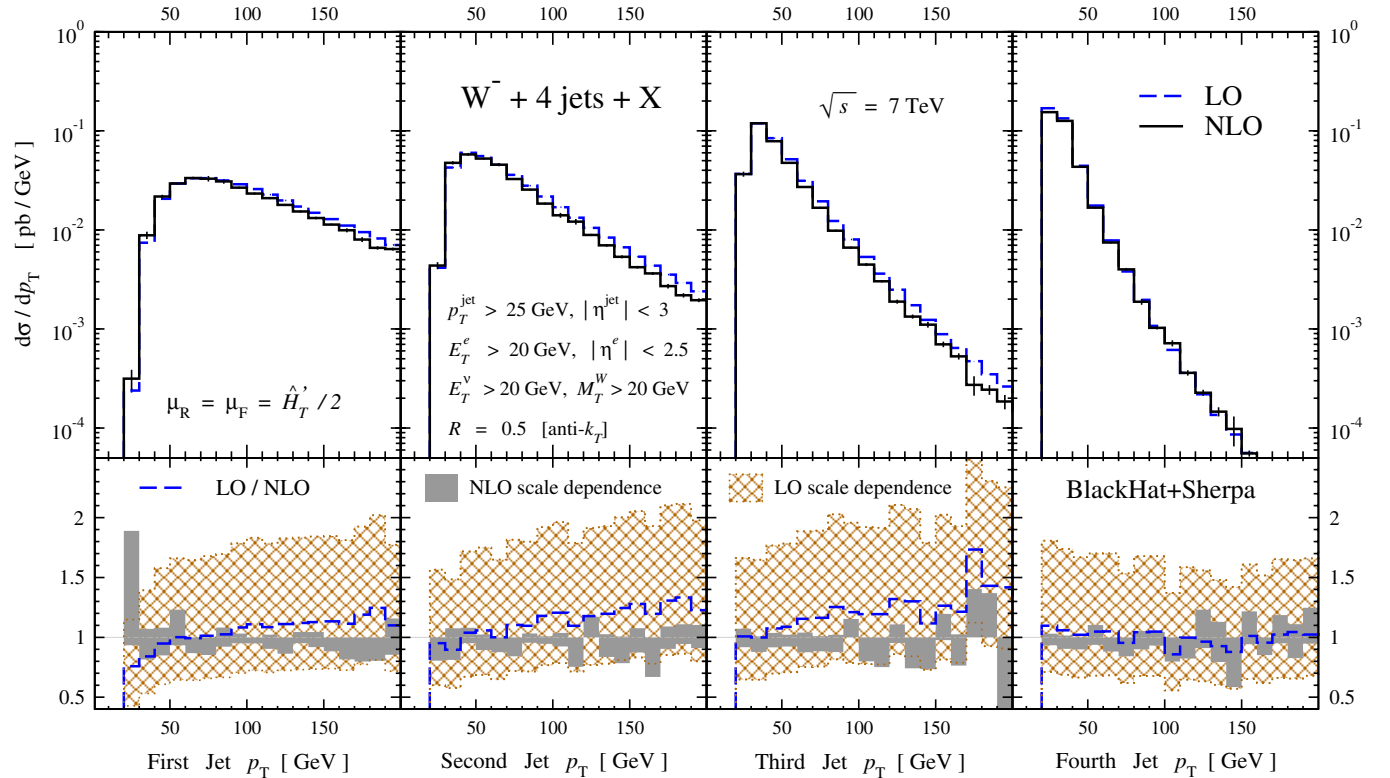 50 100 150 50 100 150 50 100 150 50 100 150
10^0 10^0
10^-1 10^-1
10^-2 10^-2
10^-3 10^-3
10^-4 10^-4
dσ / dp_T [ pb / GeV ]
W^- + 4 jets + X
√s = 7 TeV
LO
NLO
μ_R = μ_F = Ĥ_T' / 2
p_T^jet > 25 GeV, | η^jet | < 3
E_T^e > 20 GeV, | η^e | < 2.5
E_T^ν > 20 GeV, M_T^W > 20 GeV
R = 0.5 [anti-k_T]
LO / NLO
NLO scale dependence
LO scale dependence
BlackHat+Sherpa
2 2
1.5 1.5
1 1
0.5 0.5
50 100 150 50 100 150 50 100 150 50 100 150
First Jet p_T [ GeV ]
Second Jet p_T [ GeV ]
Third Jet p_T [ GeV ]
Fourth Jet p_T [ GeV ]